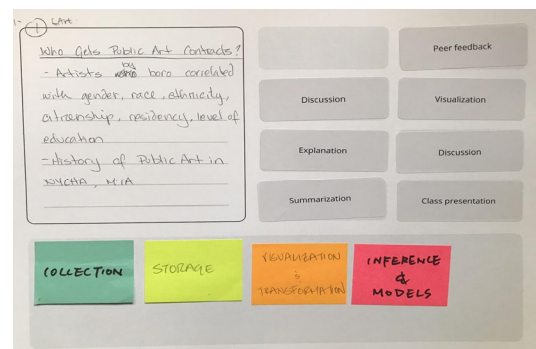 ① Art
Who Gets Public Art Contracts?
- Artists by boro corielated
with gender, race, ethnicity,
citizenship, residency, level of
education
- History of Public Art in
NYCHA, MIA
Peer feedback
Discussion
Visualization
Explanation
Discussion
Summarization
Class presentation
COLLECTION
STORAGE
VISUALIZATION
&
TRANSFORMATION
INFERENCE
&
MODELS